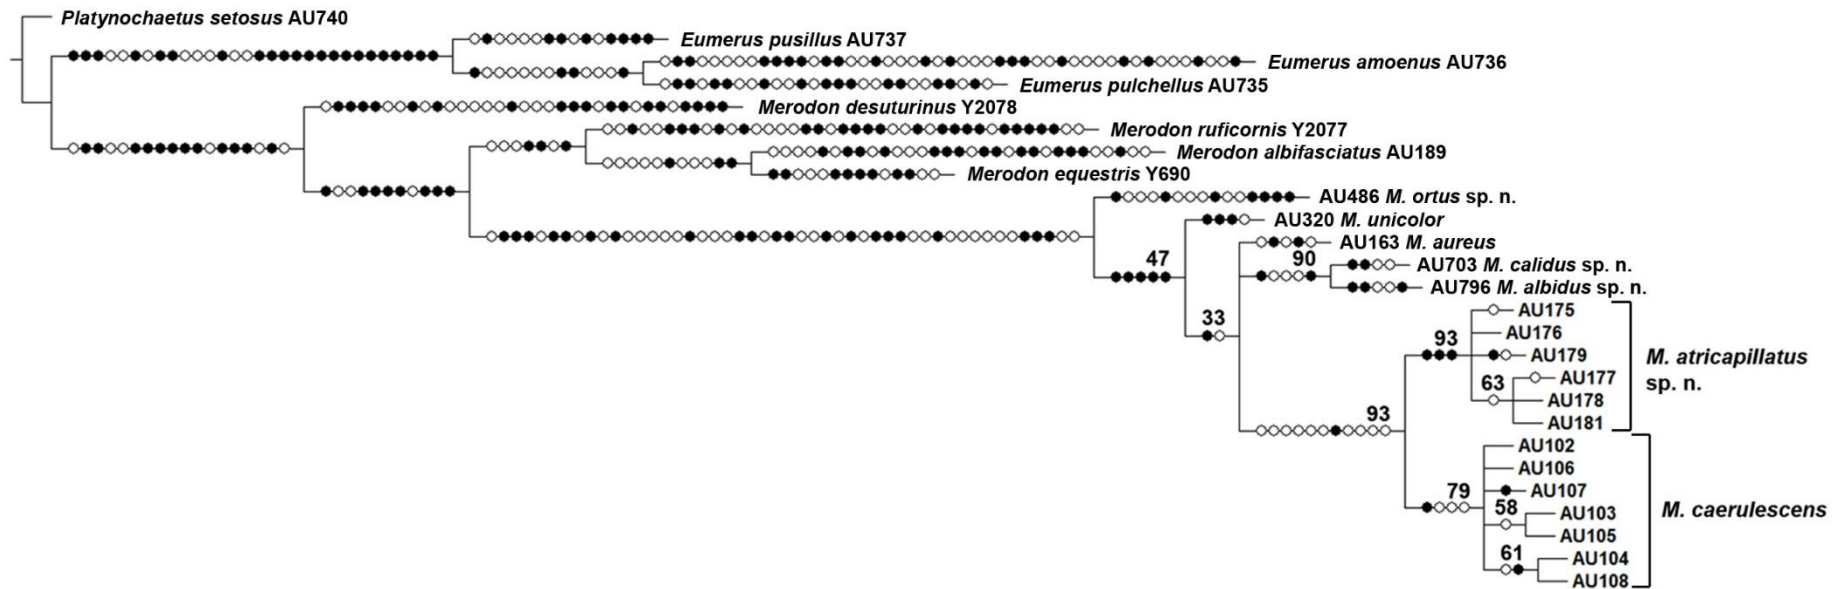 Platynochaetus setosus AU740
Eumerus pusillus AU737
Eumerus amoenus AU736
Eumerus pulchellus AU735
Merodon desuturinus Y2078
Merodon ruficornis Y2077
Merodon albifasciatus AU189
Merodon equestris Y690
AU486 M. ortus sp. n.
AU320 M. unicolor
AU163 M. aureus
47
90
AU703 M. calidus sp. n.
AU796 M. albidus sp. n.
33
AU175
AU176
93
AU179
M. atricapillatus
sp. n.
AU177
63
AU178
AU181
93
AU102
AU106
79
AU107
58
AU103
M. caerulescens
AU105
61
AU104
AU108